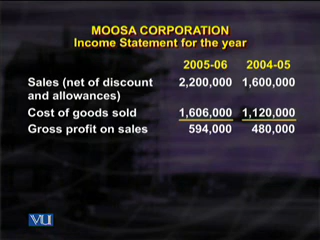 MOOSA CORPORATION
Income Statement for the year
2005-06 2004-05
Sales (net of discount 2,200,000 1,600,000
and allowances)
Cost of goods sold 1,606,000 1,120,000
Gross profit on sales 594,000 480,000
VU